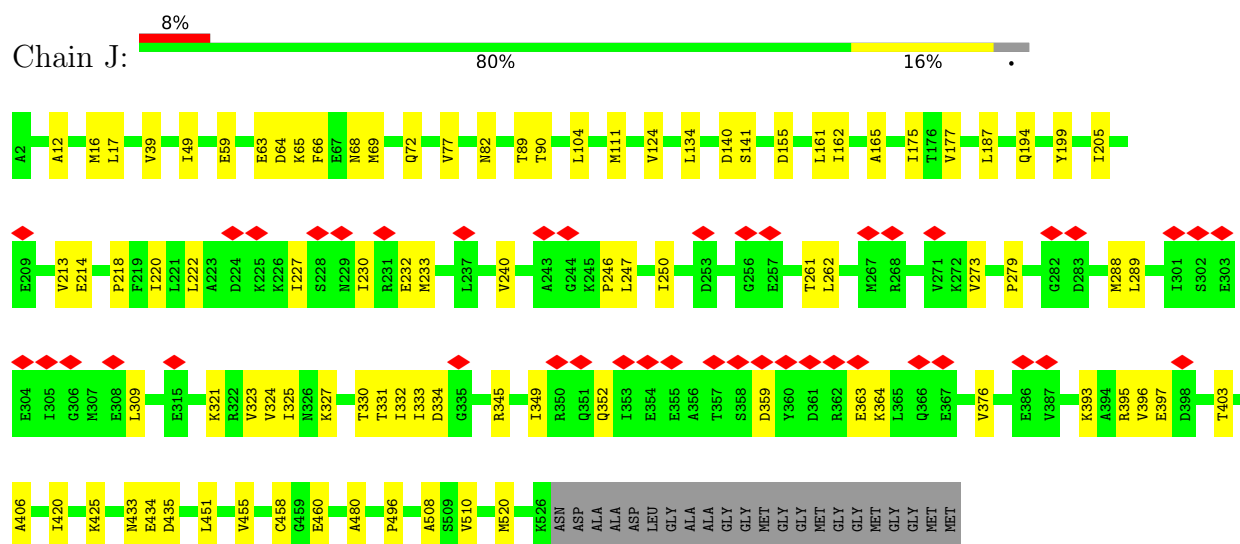 8%
Chain J:
80% 16% •
A2 A12 M16 L17 V39 I49 E59 E63 D64 K65 F66 E67 N68 M69 Q72 V77 N82 T89 T90 L104 M111 V124 L134 D140 S141 D155 L161 I162 A165 I175 T176 V177 L187 Q194 Y199 I205
E209 V213 E214 P218 F219 I220 L221 L222 A223 D224 K225 K226 I227 S228 N229 I230 R231 E232 M233 L237 V240 A243 G244 K245 P246 L247 I250 D253 G256 E257 T261 L262 M267 R268 V271 K272 V273 P279 G282 D283 M288 L289 I301 S302 E303
E304 I305 G306 M307 E308 L309 E315 K321 R322 V323 V324 I325 N326 K327 T330 T331 I332 I333 D334 G335 R345 I349 R350 Q351 Q352 I353 E354 E355 A356 T357 S358 D359 Y360 D361 R362 E363 K364 L365 Q366 E367 V376 E386 V387 K393 A394 R395 V396 E397 D398 T403
A406 I420 K425 N433 E434 D435 L451 V455 C458 G459 E460 A480 P496 A508 S509 V510 M520 K526 ASN ASP ALA ALA ASP LEU GLY ALA ALA GLY GLY MET GLY GLY MET GLY GLY MET GLY GLY MET MET